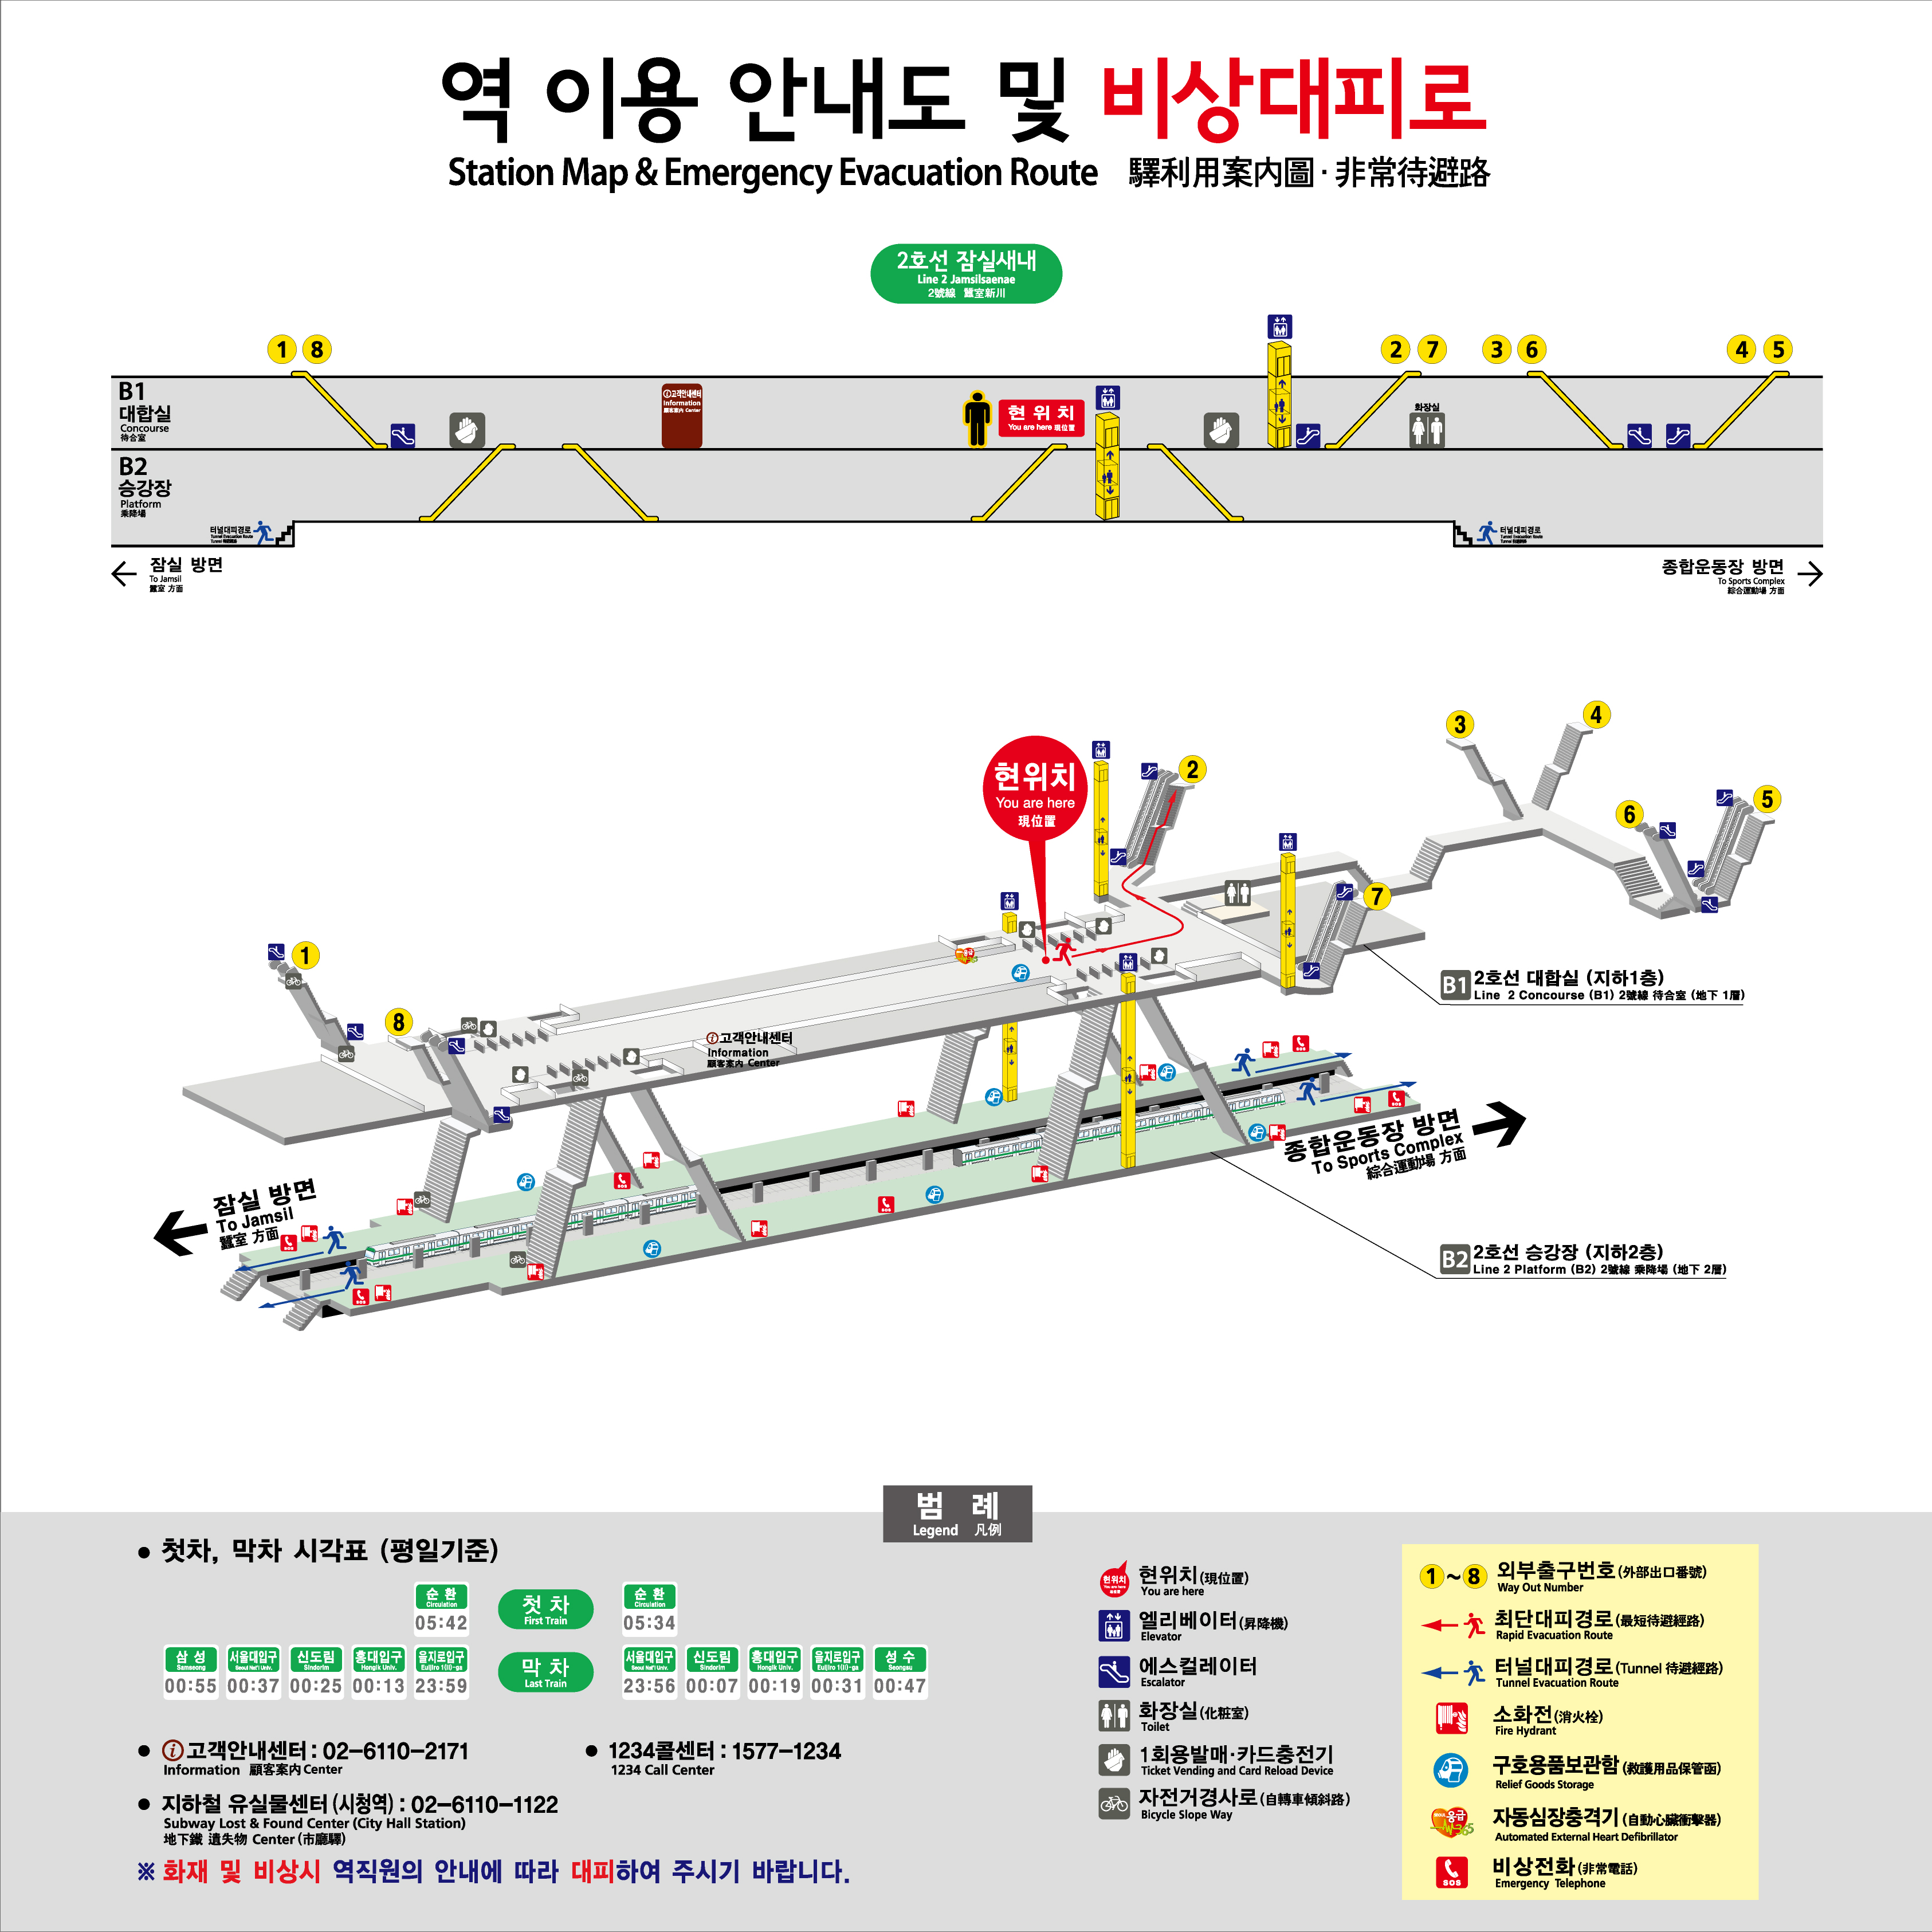 역 이용 안내도 및 비상대피로
Station Map & Emergency Evacuation Route 驛利用案内圖·非常待避路
2호선 잠실새내
Line 2 Jamsilsaenae
2號線 蠶室新川
1 8
2 7 3 6 4 5
B1
대합실
Concourse
待合室
ⓘ고객안내센터
Information
顧客案内 Center
현 위 치
You are here 現位置
화장실
B2
승강장
Platform
乘降場
터널대피경로
Tunnel Evacuation Route
터널대피경로
Tunnel Evacuation Route
잠실 방면
To Jamsil
蠶室 方面
종합운동장 방면
To Sports Complex
綜合運動場 方面
현위치
You are here
現位置
1
2
3
4
5
6
7
8
ⓘ고객안내센터
Information
顧客案内 Center
B1 2호선 대합실 (지하1층)
Line 2 Concourse (B1) 2號線 待合室 (地下 1層)
종합운동장 방면
To Sports Complex
綜合運動場 方面
잠실 방면
To Jamsil
蠶室 方面
B2 2호선 승강장 (지하2층)
Line 2 Platform (B2) 2號線 乘降場 (地下 2層)
범 례
Legend 凡例
● 첫차, 막차 시각표 (평일기준)
순 환 첫 차 순 환
Circulation First Train Circulation
05:42 05:34
삼 성 서울대입구 신도림 홍대입구 을지로입구 막 차 서울대입구 신도림 홍대입구 을지로입구 성 수
Samseong Seoul Nat'l Univ. Sindorim Hongik Univ. Euljiro 1(il)-ga Last Train Seoul Nat'l Univ. Sindorim Hongik Univ. Euljiro 1(il)-ga Seongsu
00:55 00:37 00:25 00:13 23:59 23:56 00:07 00:19 00:31 00:47
● ⓘ고객안내센터 : 02-6110-2171
Information 顧客案内 Center
● 1234콜센터 : 1577-1234
1234 Call Center
● 지하철 유실물센터 (시청역) : 02-6110-1122
Subway Lost & Found Center (City Hall Station)
地下鐵 遺失物 Center (市廳驛)
※ 화재 및 비상시 역직원의 안내에 따라 대피하여 주시기 바랍니다.
현위치 (現位置)
You are here
엘리베이터 (昇降機)
Elevator
에스컬레이터
Escalator
화장실 (化粧室)
Toilet
1회용발매·카드충전기
Ticket Vending and Card Reload Device
자전거경사로 (自轉車傾斜路)
Bicycle Slope Way
1~8 외부출구번호 (外部出口番號)
Way Out Number
최단대피경로 (最短待避經路)
Rapid Evacuation Route
터널대피경로 (Tunnel 待避經路)
Tunnel Evacuation Route
소화전 (消火栓)
Fire Hydrant
구호용품보관함 (救護用品保管函)
Relief Goods Storage
자동심장충격기 (自動心臟衝擊器)
Automated External Heart Defibrillator
비상전화 (非常電話)
Emergency Telephone
SOS